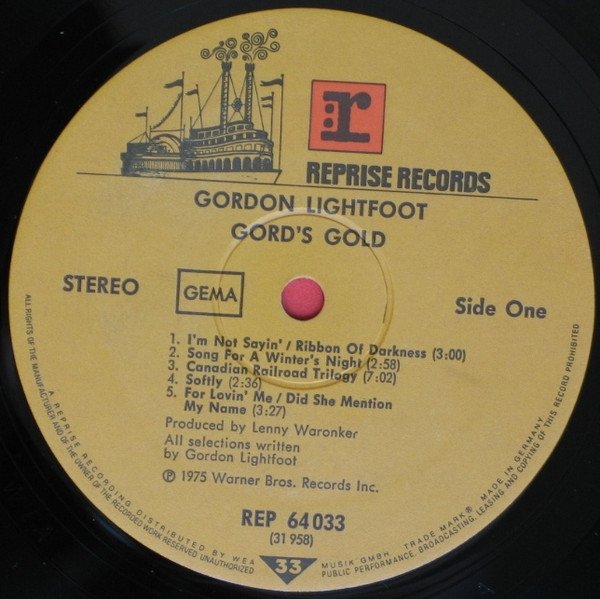 r
REPRISE RECORDS
GORDON LIGHTFOOT
GORD'S GOLD
STEREO
GEMA
Side One
1. I'm Not Sayin' / Ribbon Of Darkness (3:00)
2. Song For A Winter's Night (2:58)
3. Canadian Railroad Trilogy (7:02)
4. Softly (2:36)
5. For Lovin' Me / Did She Mention
My Name (3:27)
Produced by Lenny Waronker
All selections written
by Gordon Lightfoot
℗ 1975 Warner Bros. Records Inc.
REP 64 033
(31 958)
33
ALL RIGHTS OF THE MANUFACTURER AND OF THE OWNER OF THE RECORDED WORK RESERVED UNAUTHORIZED PUBLIC PERFORMANCE, BROADCASTING, LEASING AND COPYING OF THIS RECORD PROHIBITED
A REPRISE RECORDING DISTRIBUTED BY WEA MUSIK GMBH TRADE MARK® MADE IN GERMANY